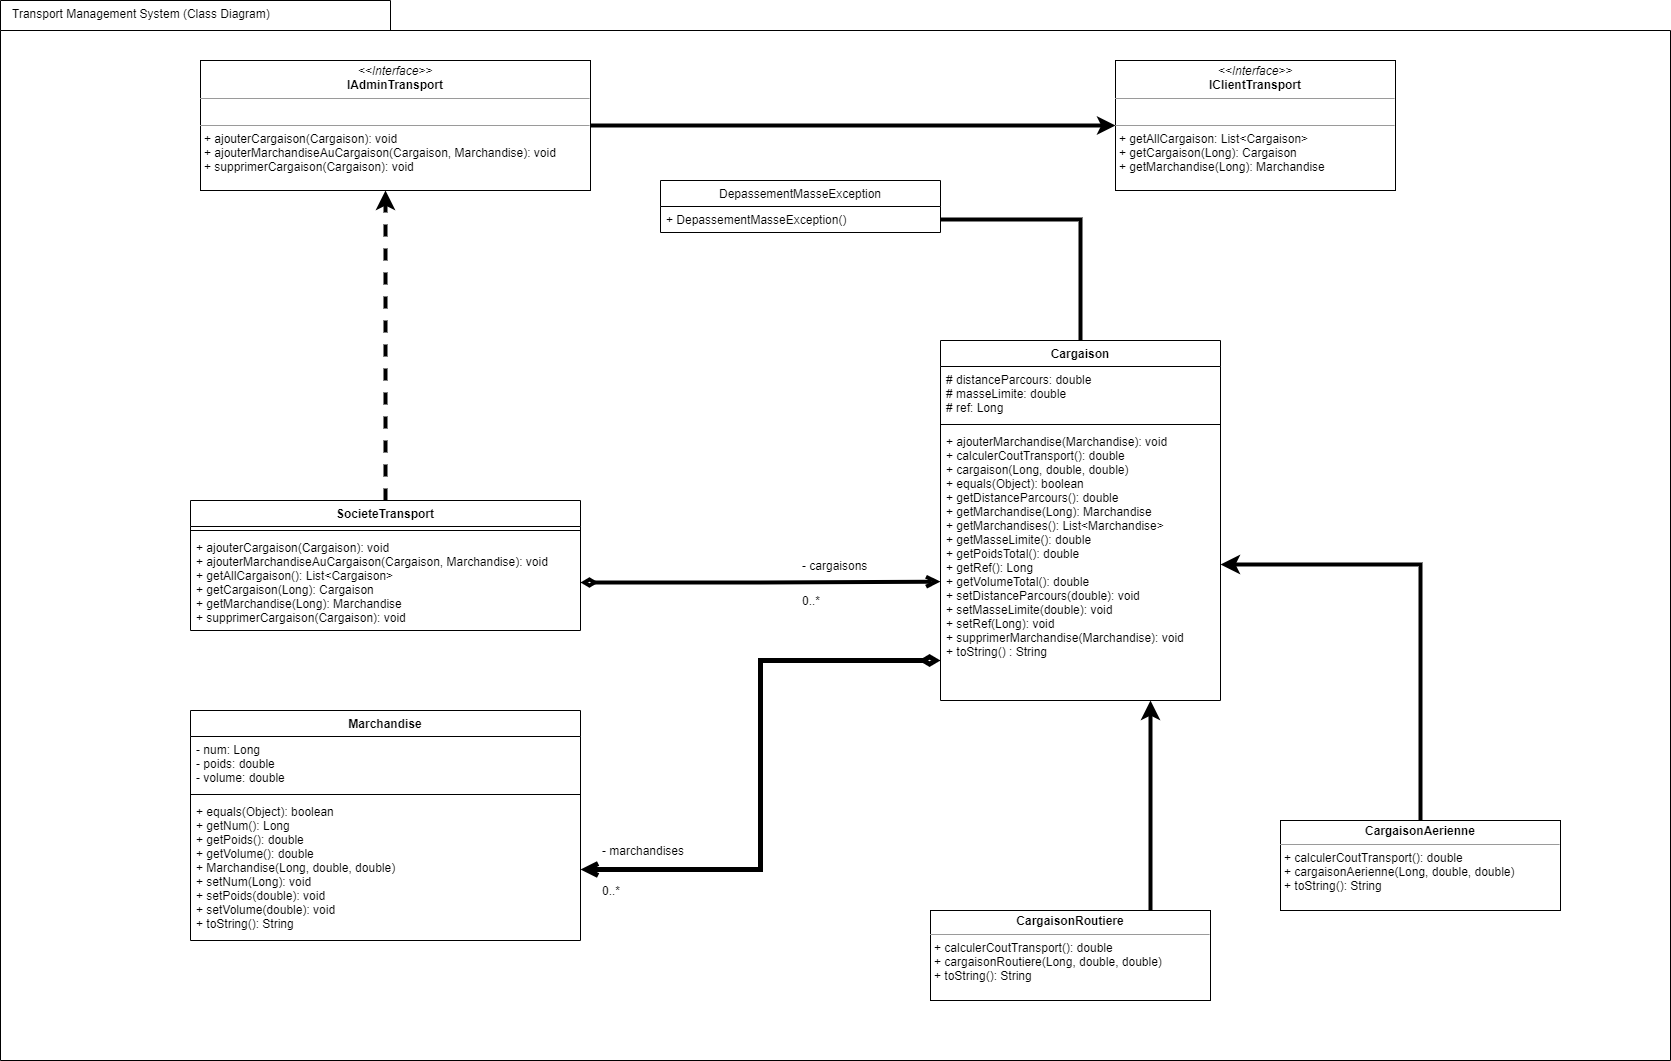 Transport Management System (Class Diagram)
<<Interface>>
IAdminTransport
+ ajouterCargaison(Cargaison): void
+ ajouterMarchandiseAuCargaison(Cargaison, Marchandise): void
+ supprimerCargaison(Cargaison): void
<<Interface>>
IClientTransport
+ getAllCargaison: List<Cargaison>
+ getCargaison(Long): Cargaison
+ getMarchandise(Long): Marchandise
DepassementMasseException
+ DepassementMasseException()
Cargaison
# distanceParcours: double
# masseLimite: double
# ref: Long
+ ajouterMarchandise(Marchandise): void
+ calculerCoutTransport(): double
+ cargaison(Long, double, double)
+ equals(Object): boolean
+ getDistanceParcours(): double
+ getMarchandise(Long): Marchandise
+ getMarchandises(): List<Marchandise>
+ getMasseLimite(): double
+ getPoidsTotal(): double
+ getRef(): Long
+ getVolumeTotal(): double
+ setDistanceParcours(double): void
+ setMasseLimite(double): void
+ setRef(Long): void
+ supprimerMarchandise(Marchandise): void
+ toString() : String
SocieteTransport
+ ajouterCargaison(Cargaison): void
+ ajouterMarchandiseAuCargaison(Cargaison, Marchandise): void
+ getAllCargaison(): List<Cargaison>
+ getCargaison(Long): Cargaison
+ getMarchandise(Long): Marchandise
+ supprimerCargaison(Cargaison): void
- cargaisons
0..*
Marchandise
- num: Long
- poids: double
- volume: double
+ equals(Object): boolean
+ getNum(): Long
+ getPoids(): double
+ getVolume(): double
+ Marchandise(Long, double, double)
+ setNum(Long): void
+ setPoids(double): void
+ setVolume(double): void
+ toString(): String
- marchandises
0..*
CargaisonAerienne
+ calculerCoutTransport(): double
+ cargaisonAerienne(Long, double, double)
+ toString(): String
CargaisonRoutiere
+ calculerCoutTransport(): double
+ cargaisonRoutiere(Long, double, double)
+ toString(): String